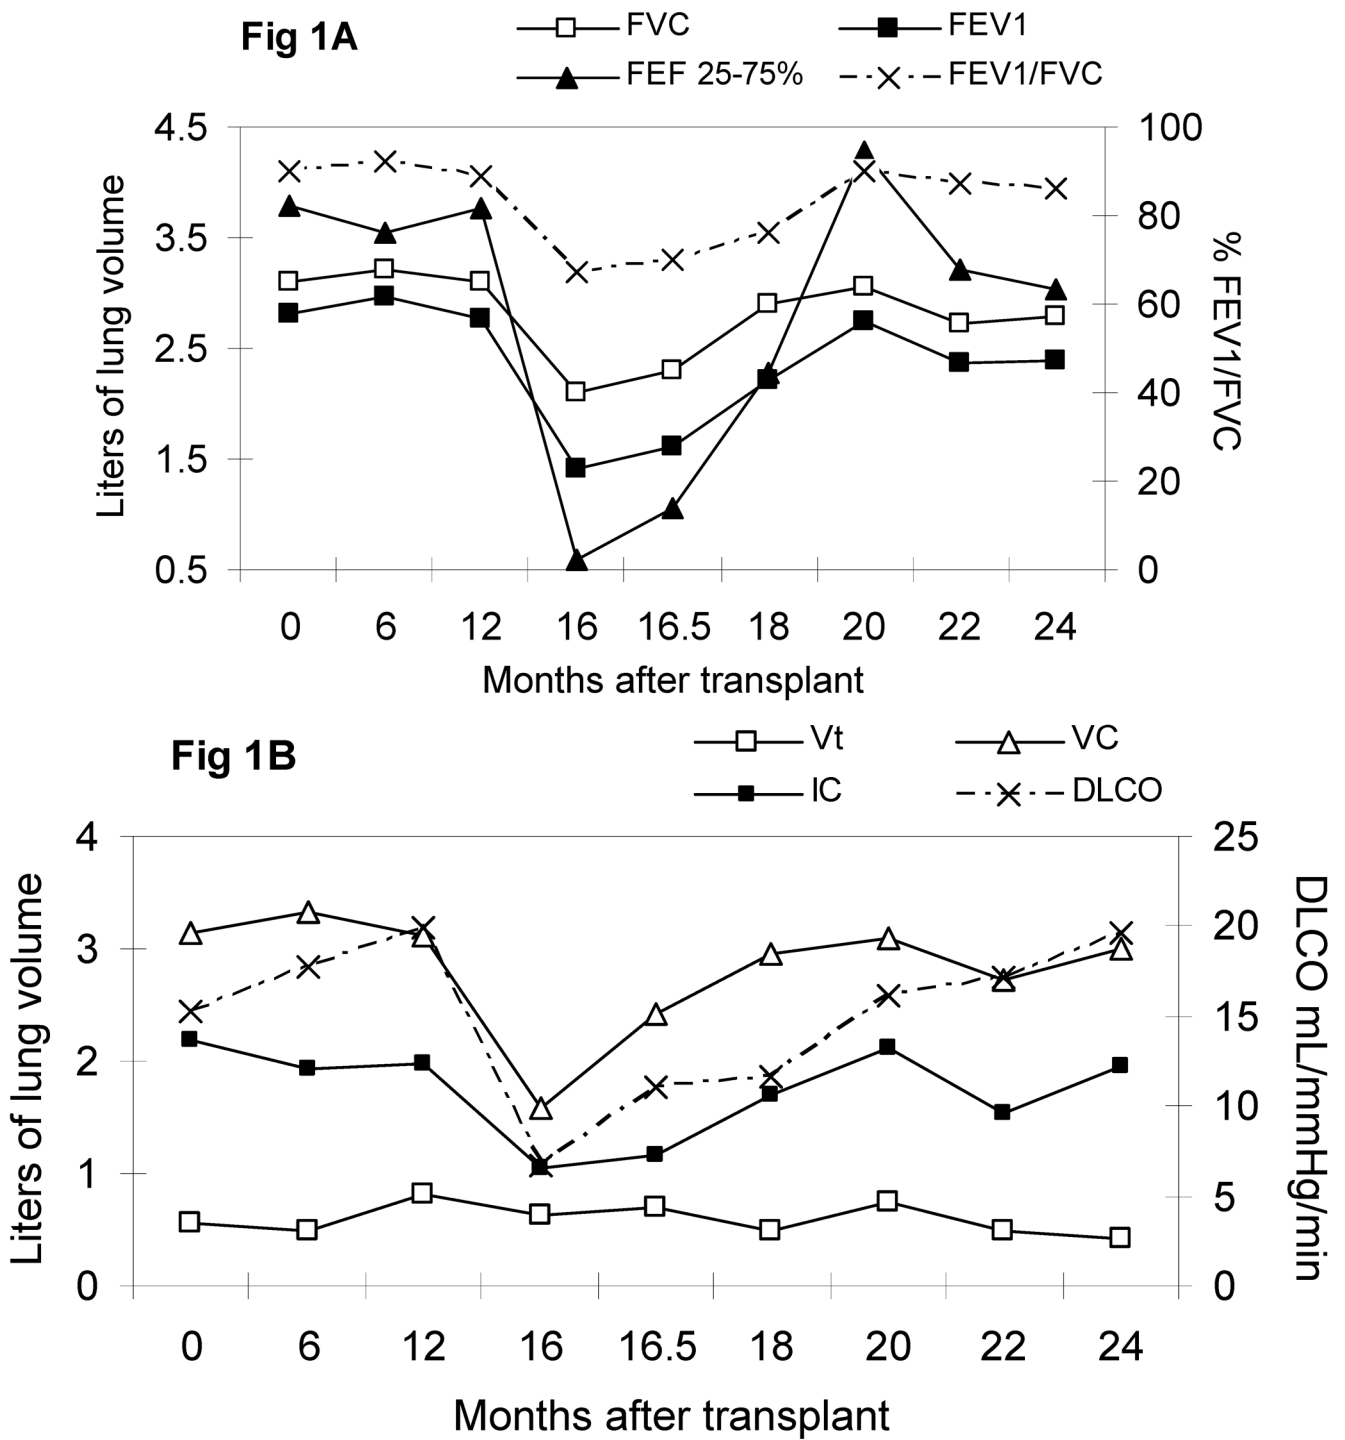 Fig 1A
FVC FEV1
FEF 25-75% FEV1/FVC
4.5 100
80
3.5
60
2.5
40
1.5
20
0.5 0
Liters of lung volume
% FEV1/FVC
0 6 12 16 16.5 18 20 22 24
Months after transplant
Fig 1B
Vt VC
IC DLCO
4 25
3 20
15
2
10
1
5
0 0
Liters of lung volume
DLCO mL/mmHg/min
0 6 12 16 16.5 18 20 22 24
Months after transplant